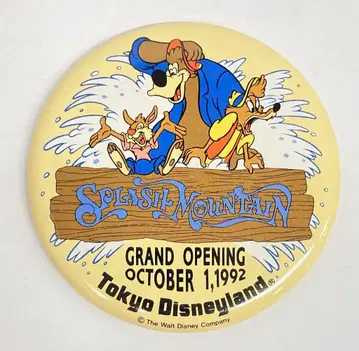 SPLASH MOUNTAIN
GRAND OPENING
OCTOBER 1,1992
Tokyo Disneyland®
© The Walt Disney Company